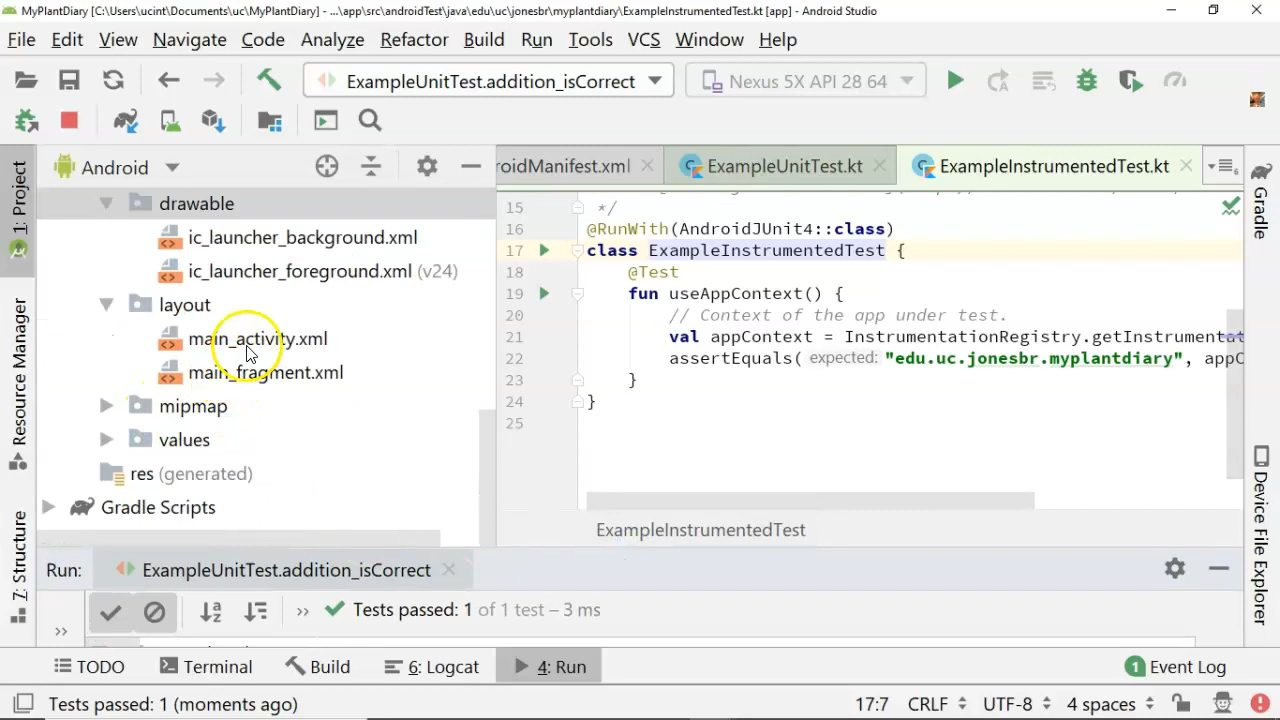 MyPlantDiary [C:\Users\ucint\Documents\uc\MyPlantDiary] - ...\app\src\androidTest\java\edu\uc\jonesbr\myplantdiary\ExampleInstrumentedTest.kt [app] - Android Studio
File Edit View Navigate Code Analyze Refactor Build Run Tools VCS Window Help
ExampleUnitTest.addition_isCorrect Nexus 5X API 28 64
1: Project
Resource Manager
7: Structure
Android
drawable
ic_launcher_background.xml
ic_launcher_foreground.xml (v24)
layout
main_activity.xml
main_fragment.xml
mipmap
values
res (generated)
Gradle Scripts
roidManifest.xml ExampleUnitTest.kt ExampleInstrumentedTest.kt
15 */
16 @RunWith(AndroidJUnit4::class)
17 class ExampleInstrumentedTest {
18 @Test
19 fun useAppContext() {
20 // Context of the app under test.
21 val appContext = InstrumentationRegistry.getInstrumentat
22 assertEquals( expected: "edu.uc.jonesbr.myplantdiary", appC
23 }
24 }
25
ExampleInstrumentedTest
Gradle
Device File Explorer
Run: ExampleUnitTest.addition_isCorrect
Tests passed: 1 of 1 test – 3 ms
TODO Terminal Build 6: Logcat 4: Run 1 Event Log
Tests passed: 1 (moments ago) 17:7 CRLF UTF-8 4 spaces